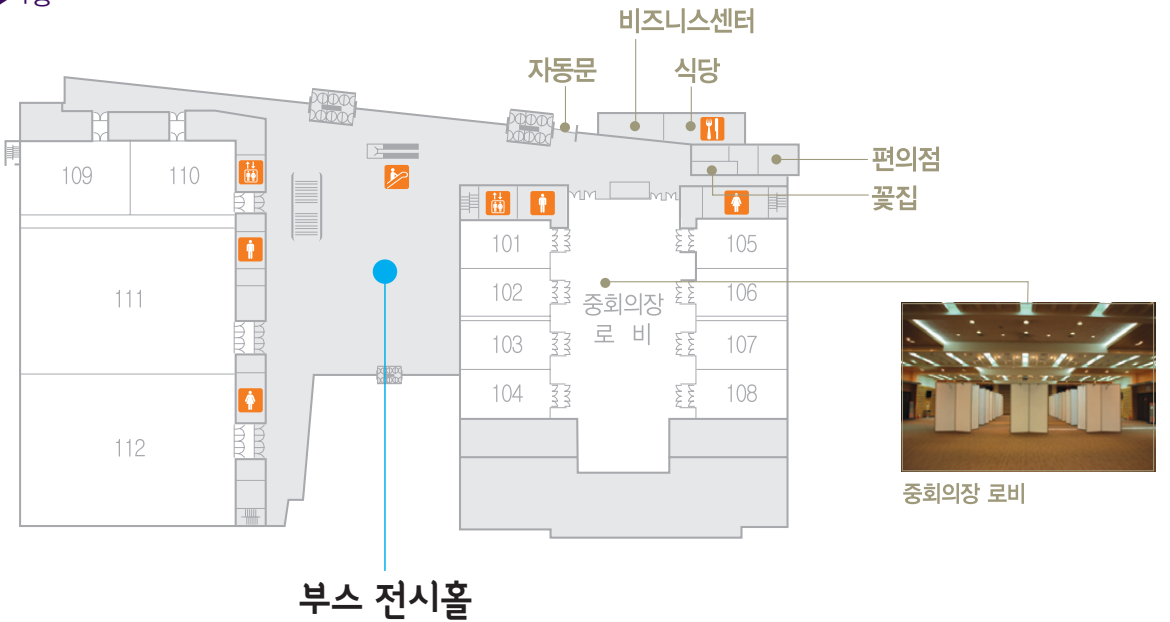 1층
비즈니스센터
자동문
식당
편의점
꽃집
109
110
101
105
111
102
106
중회의장
로 비
103
107
104
108
112
중회의장 로비
부스 전시홀